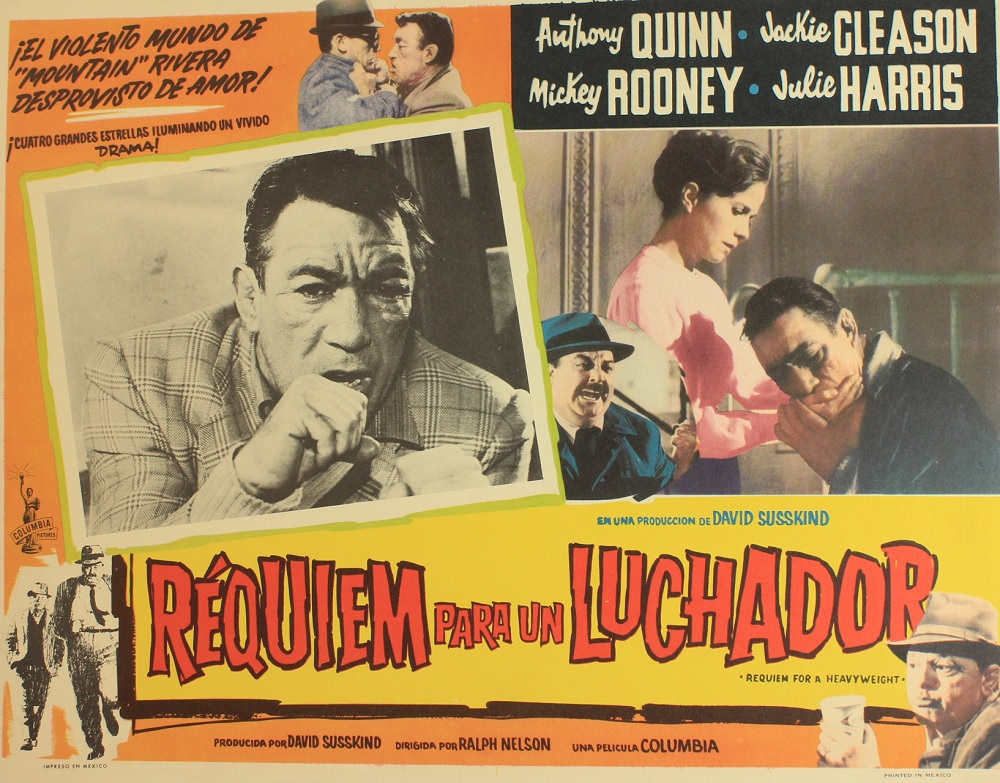 ¡EL VIOLENTO MUNDO DE
"MOUNTAIN" RIVERA
DESPROVISTO DE AMOR!
¡CUATRO GRANDES ESTRELLAS ILUMINANDO UN VIVIDO
DRAMA!
Anthony QUINN • Jackie GLEASON
Mickey ROONEY • Julie HARRIS
COLUMBIA
PICTURES
EN UNA PRODUCCION DE DAVID SUSSKIND
RÉQUIEM PARA UN LUCHADOR
• REQUIEM FOR A HEAVYWEIGHT •
PRODUCIDA POR DAVID SUSSKIND DIRIGIDA POR RALPH NELSON UNA PELICULA COLUMBIA
IMPRESO EN MEXICO
PRINTED IN MEXICO